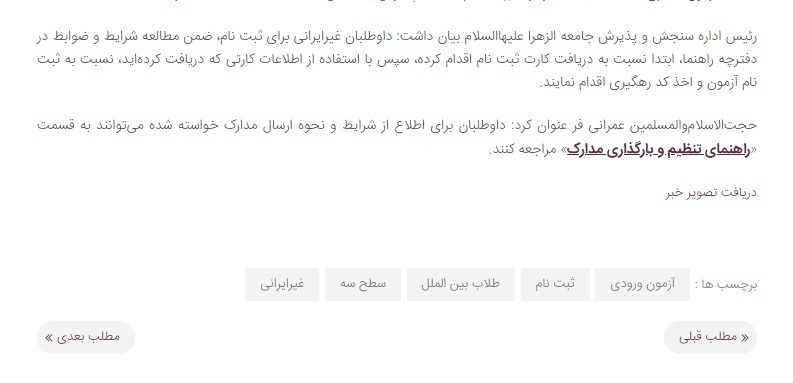 رئیس اداره سنجش و پذیرش جامعه الزهرا علیهاالسلام بیان داشت: داوطلبان غیرایرانی برای ثبت نام، ضمن مطالعه شرایط و ضوابط در
دفترچه راهنما، ابتدا نسبت به دریافت کارت ثبت نام اقدام کرده، سپس با استفاده از اطلاعات کارتی که دریافت کرده‌اید، نسبت به ثبت
نام آزمون و اخذ کد رهگیری اقدام نمایند.
حجت‌الاسلام‌والمسلمین عمرانی فر عنوان کرد: داوطلبان برای اطلاع از شرایط و نحوه ارسال مدارک خواسته شده می‌توانند به قسمت
«راهنمای تنظیم و بارگذاری مدارک» مراجعه کنند.
دریافت تصویر خبر
برچسب ها : آزمون ورودی ثبت نام طلاب بین الملل سطح سه غیرایرانی
« مطلب قبلی مطلب بعدی »